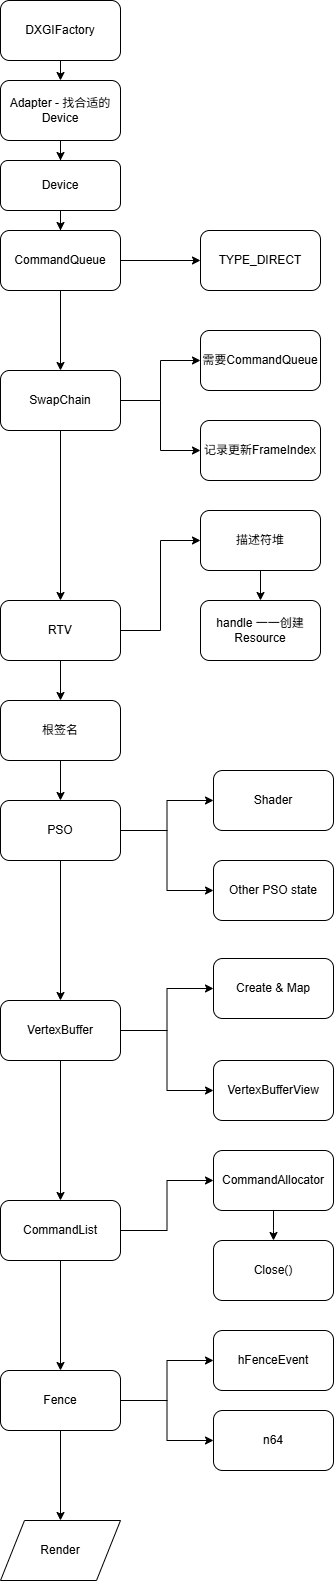 DXGIFactory
Adapter - 找合适的
Device
Device
CommandQueue
TYPE_DIRECT
需要CommandQueue
SwapChain
记录更新FrameIndex
描述符堆
RTV
handle 一一创建
Resource
根签名
Shader
PSO
Other PSO state
Create & Map
VertexBuffer
VertexBufferView
CommandAllocator
CommandList
Close()
hFenceEvent
Fence
n64
Render